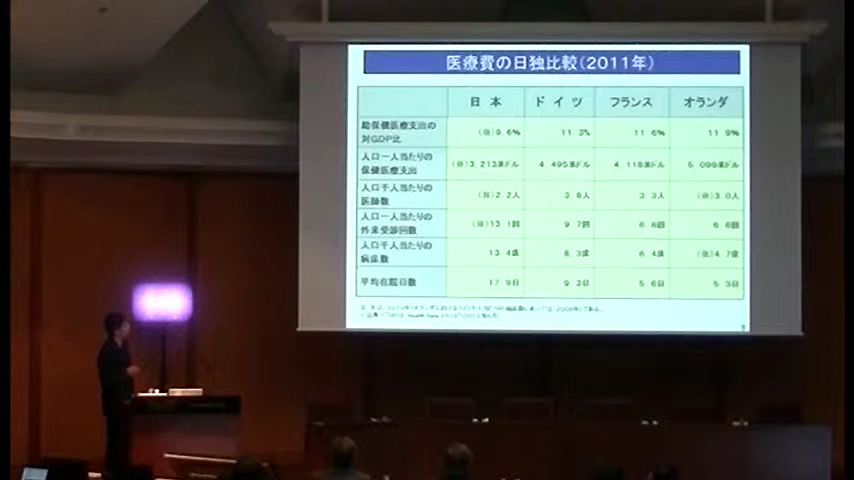 医療費の日独比較(2011年)
日本 ドイツ フランス オランダ
総保健医療支出の
対GDP比
(※)9.6% 11.3% 11.6% 11.9%
人口一人当たりの
保健医療支出
(※)3,213米ドル 4,495米ドル 4,118米ドル 5,099米ドル
人口千人当たりの
医師数
(※)2.2人 3.8人 3.3人 (※)3.0人
人口一人当たりの
外来受診回数
(※)13.1回 9.7回 6.8回 6.6回
人口千人当たりの
病床数
13.4床 8.3床 6.4床 (※)4.7床
平均在院日数
17.9日 9.3日 5.6日 5.3日